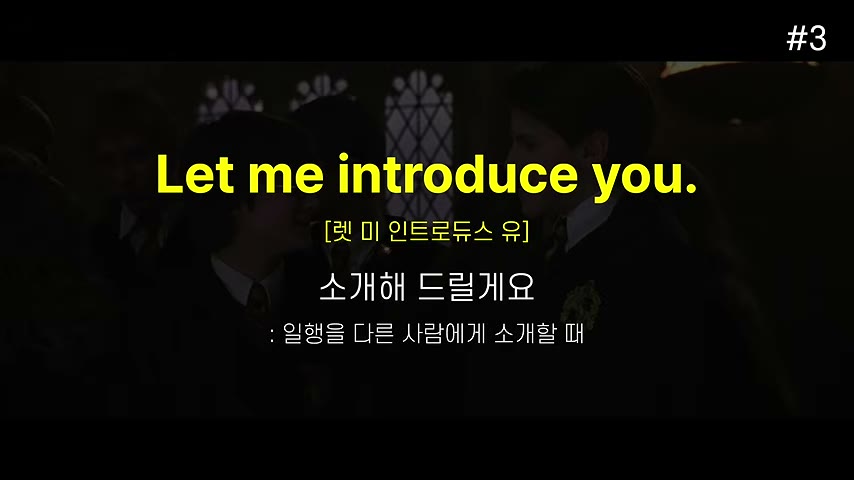 #3
Let me introduce you.
[렛 미 인트로듀스 유]
소개해 드릴게요
: 일행을 다른 사람에게 소개할 때